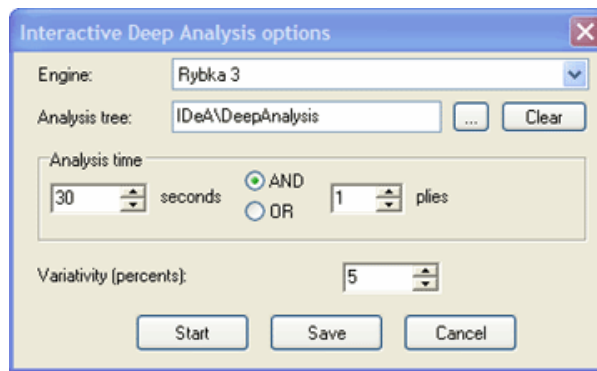 Interactive Deep Analysis options
Engine: Rybka 3
Analysis tree: IDeA\DeepAnalysis ... Clear
Analysis time
30 seconds AND 1 plies
OR
Variativity (percents): 5
Start Save Cancel